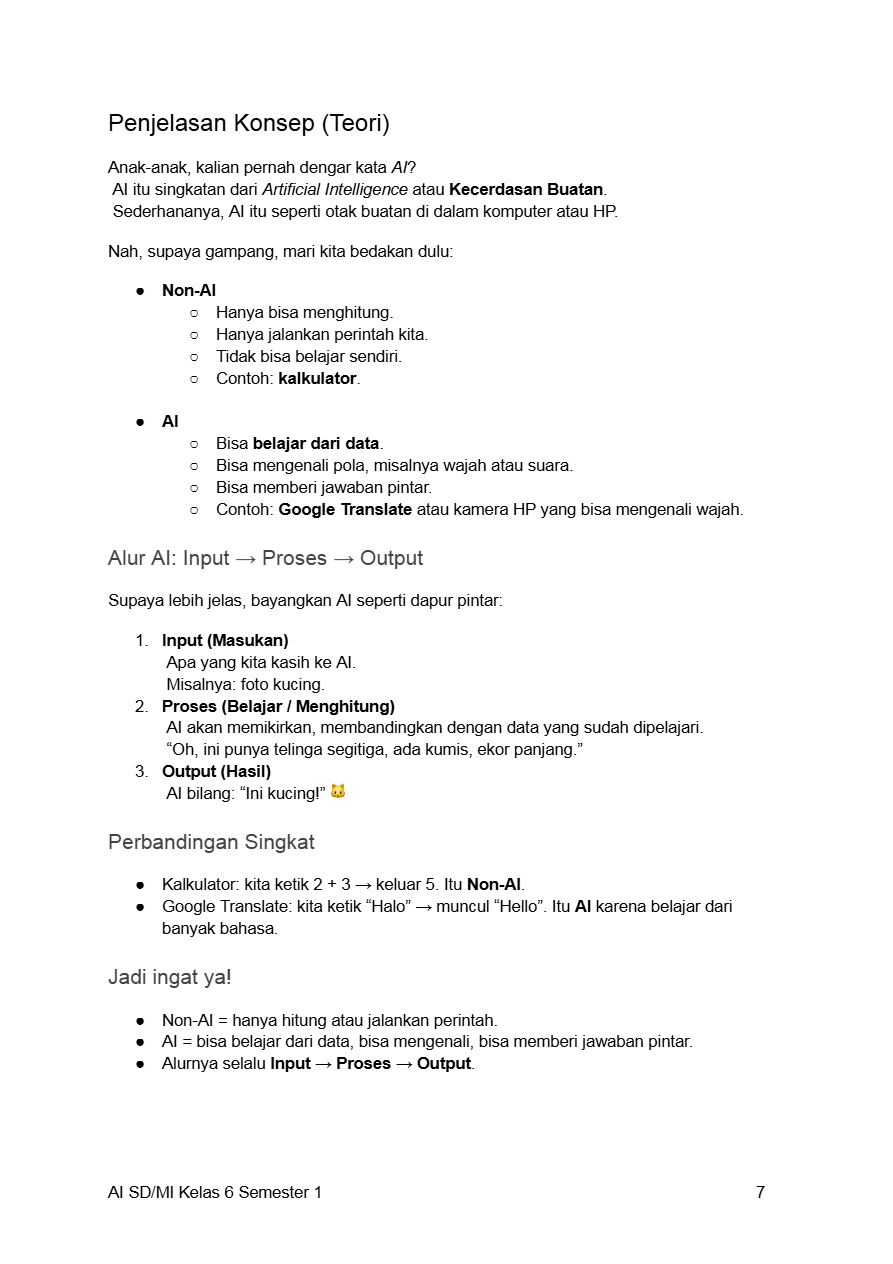 Penjelasan Konsep (Teori)
Anak-anak, kalian pernah dengar kata AI?
AI itu singkatan dari Artificial Intelligence atau Kecerdasan Buatan.
Sederhananya, AI itu seperti otak buatan di dalam komputer atau HP.
Nah, supaya gampang, mari kita bedakan dulu:
● Non-AI
○ Hanya bisa menghitung.
○ Hanya jalankan perintah kita.
○ Tidak bisa belajar sendiri.
○ Contoh: kalkulator.
● AI
○ Bisa belajar dari data.
○ Bisa mengenali pola, misalnya wajah atau suara.
○ Bisa memberi jawaban pintar.
○ Contoh: Google Translate atau kamera HP yang bisa mengenali wajah.
Alur AI: Input → Proses → Output
Supaya lebih jelas, bayangkan AI seperti dapur pintar:
1. Input (Masukan)
Apa yang kita kasih ke AI.
Misalnya: foto kucing.
2. Proses (Belajar / Menghitung)
AI akan memikirkan, membandingkan dengan data yang sudah dipelajari.
“Oh, ini punya telinga segitiga, ada kumis, ekor panjang.”
3. Output (Hasil)
AI bilang: “Ini kucing!” 🐱
Perbandingan Singkat
● Kalkulator: kita ketik 2 + 3 → keluar 5. Itu Non-AI.
● Google Translate: kita ketik “Halo” → muncul “Hello”. Itu AI karena belajar dari
banyak bahasa.
Jadi ingat ya!
● Non-AI = hanya hitung atau jalankan perintah.
● AI = bisa belajar dari data, bisa mengenali, bisa memberi jawaban pintar.
● Alurnya selalu Input → Proses → Output.
AI SD/MI Kelas 6 Semester 1 7